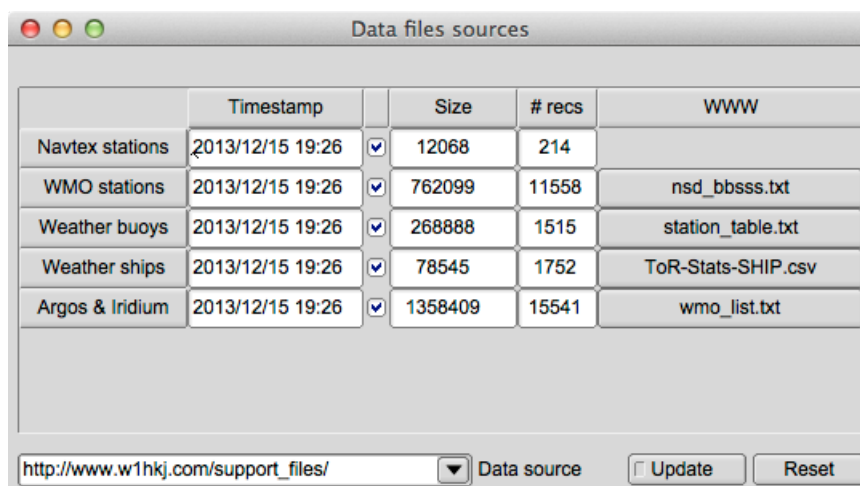 Data files sources
Timestamp Size # recs WWW
Navtex stations 2013/12/15 19:26 12068 214
WMO stations 2013/12/15 19:26 762099 11558 nsd_bbsss.txt
Weather buoys 2013/12/15 19:26 268888 1515 station_table.txt
Weather ships 2013/12/15 19:26 78545 1752 ToR-Stats-SHIP.csv
Argos & Iridium 2013/12/15 19:26 1358409 15541 wmo_list.txt
http://www.w1hkj.com/support_files/ Data source Update Reset